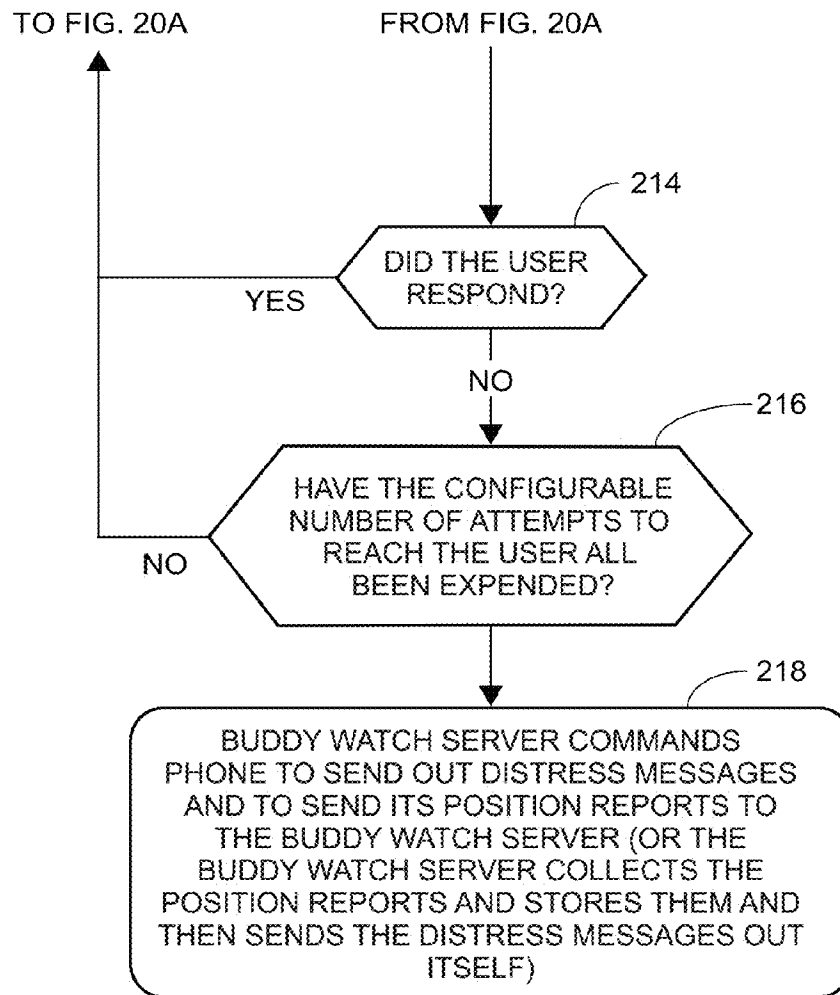 TO FIG. 20A
FROM FIG. 20A
214
DID THE USER
RESPOND?
YES
NO
216
HAVE THE CONFIGURABLE
NUMBER OF ATTEMPTS TO
REACH THE USER ALL
BEEN EXPENDED?
NO
218
BUDDY WATCH SERVER COMMANDS
PHONE TO SEND OUT DISTRESS MESSAGES
AND TO SEND ITS POSITION REPORTS TO
THE BUDDY WATCH SERVER (OR THE
BUDDY WATCH SERVER COLLECTS THE
POSITION REPORTS AND STORES THEM AND
THEN SENDS THE DISTRESS MESSAGES OUT
ITSELF)